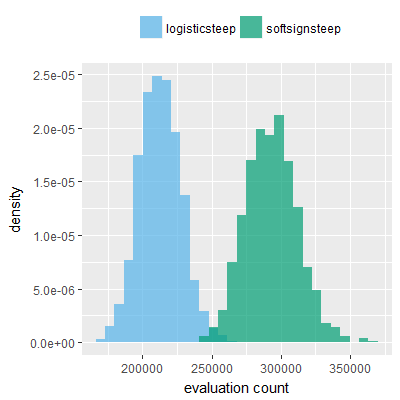 logisticsteep softsignsteep
2.5e-05
2.0e-05
1.5e-05
1.0e-05
5.0e-06
0.0e+00
density
200000 250000 300000 350000
evaluation count